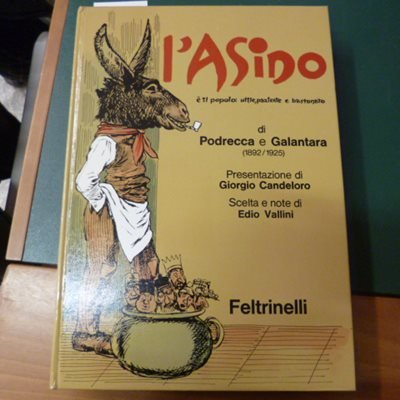 l'ASINO
è il popolo: utile, paziente e bastonato
di
Podrecca e Galantara
(1892/1925)
Presentazione di
Giorgio Candeloro
Scelta e note di
Edio Vallini
Feltrinelli